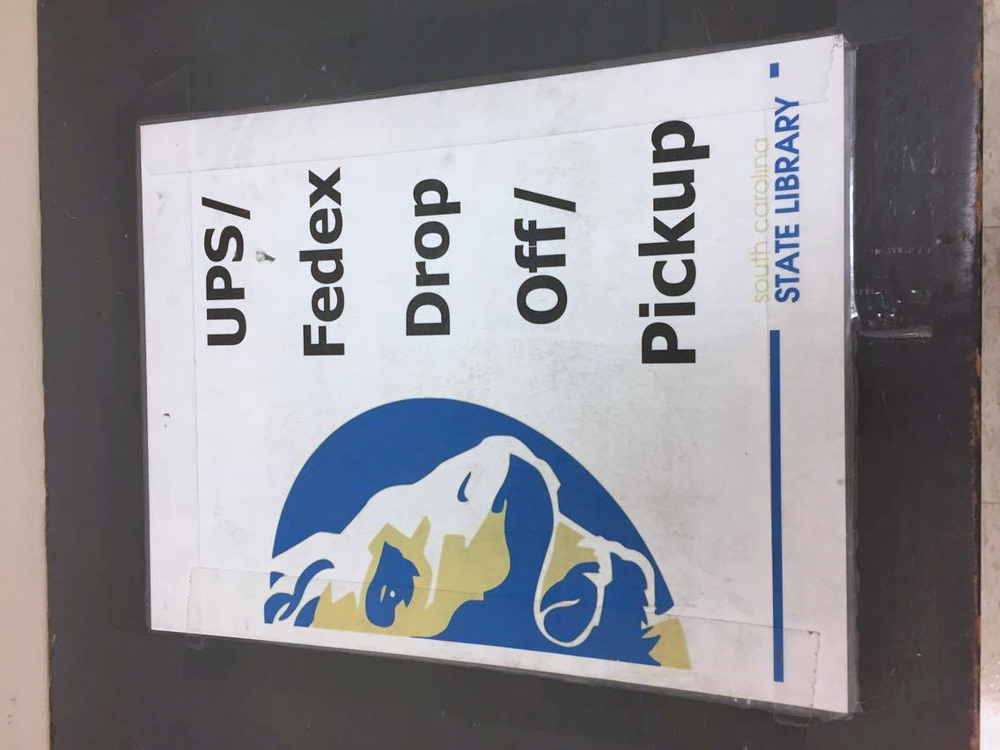 UPS/
Fedex
Drop
Off /
Pickup
south carolina
STATE LIBRARY